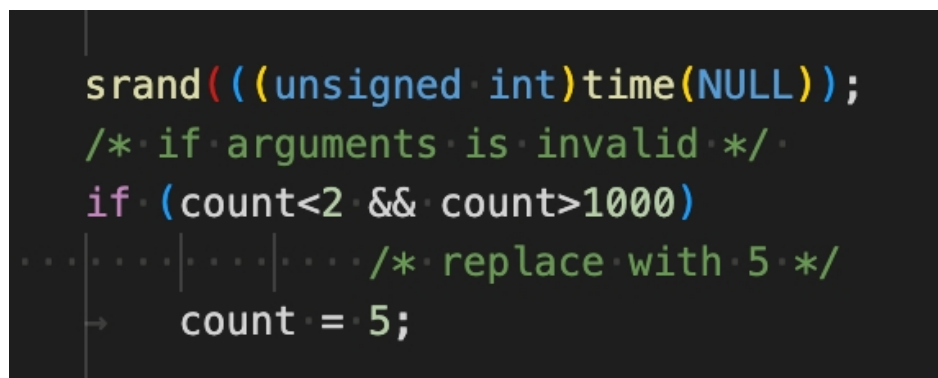 srand(((unsigned int)time(NULL));
/* if arguments is invalid */
if (count<2 && count>1000)
/* replace with 5 */
count = 5;